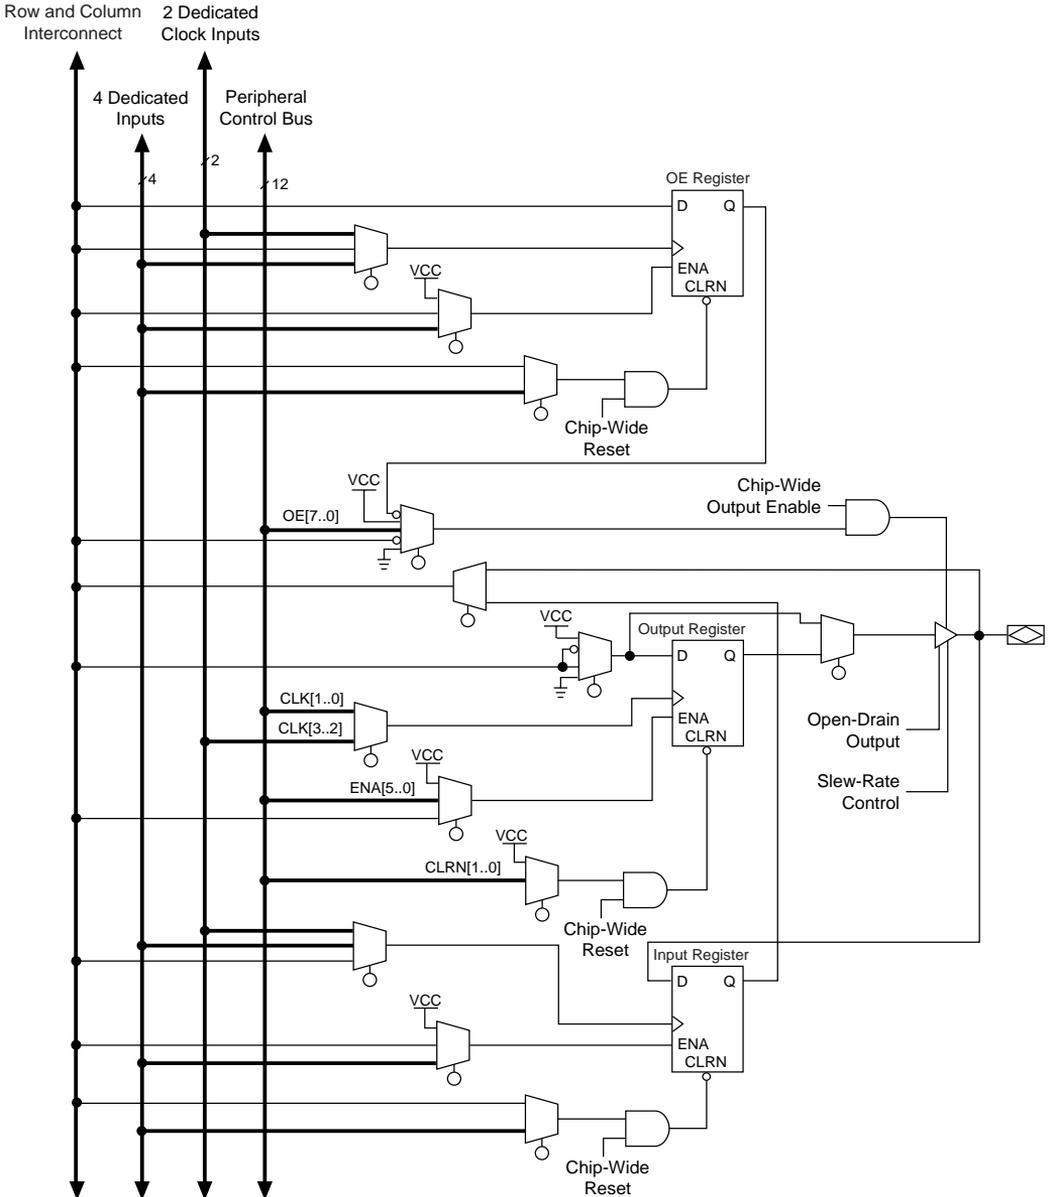 Row and Column
Interconnect
2 Dedicated
Clock Inputs
4 Dedicated
Inputs
Peripheral
Control Bus
2
4
12
OE Register
D Q
ENA
CLRN
VCC
Chip-Wide
Reset
VCC
OE[7..0]
Chip-Wide
Output Enable
VCC
Output Register
D Q
ENA
CLRN
CLK[1..0]
CLK[3..2]
Open-Drain
Output
VCC
ENA[5..0]
Slew-Rate
Control
VCC
CLRN[1..0]
Chip-Wide
Reset
Input Register
D Q
ENA
CLRN
VCC
Chip-Wide
Reset